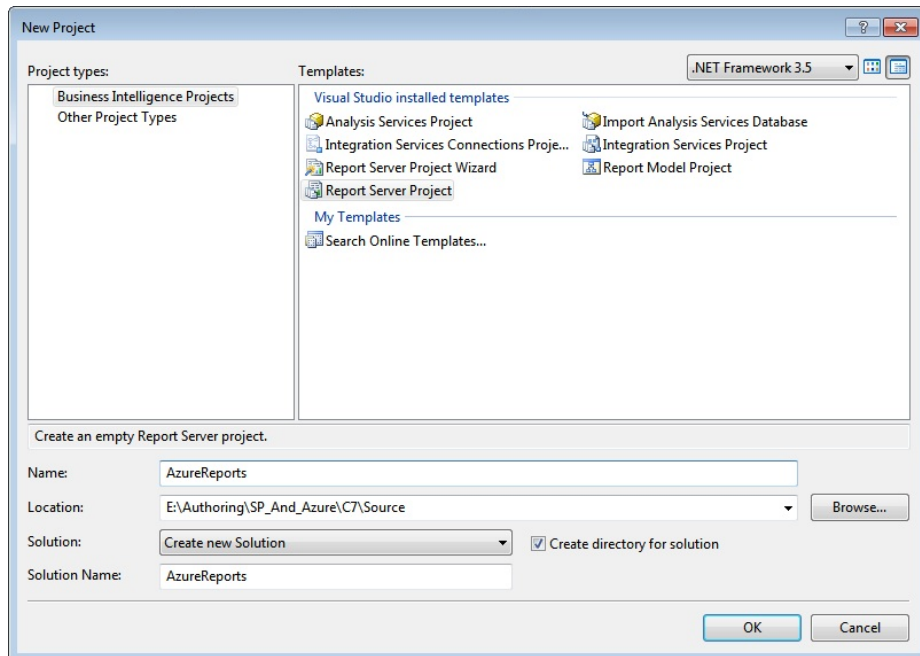 New Project
Project types:
Templates:
.NET Framework 3.5
Business Intelligence Projects
Other Project Types
Visual Studio installed templates
Analysis Services Project
Import Analysis Services Database
Integration Services Connections Proje...
Integration Services Project
Report Server Project Wizard
Report Model Project
Report Server Project
My Templates
Search Online Templates...
Create an empty Report Server project.
Name:
AzureReports
Location:
E:\Authoring\SP_And_Azure\C7\Source
Browse...
Solution:
Create new Solution
Create directory for solution
Solution Name:
AzureReports
OK
Cancel